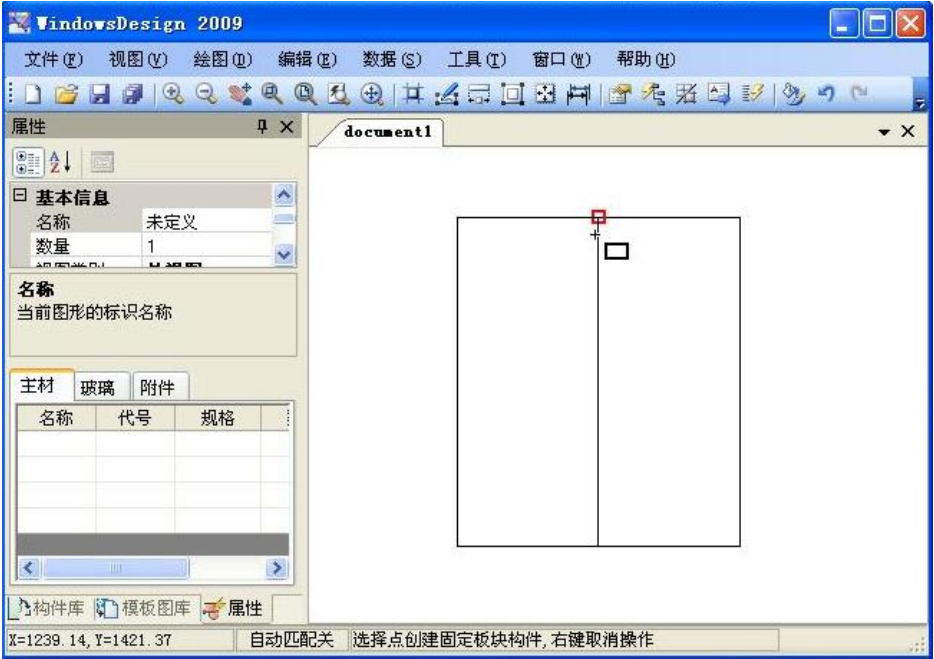 WindowsDesign 2009
文件(F) 视图(V) 绘图(D) 编辑(E) 数据(S) 工具(T) 窗口(W) 帮助(H)
属性
document1
基本信息
名称 未定义
数量 1
名称
当前图形的标识名称
主材 玻璃 附件
名称 代号 规格
构件库 模板图库 属性
X=1239.14,Y=1421.37 自动匹配关 选择点创建固定板块构件,右键取消操作